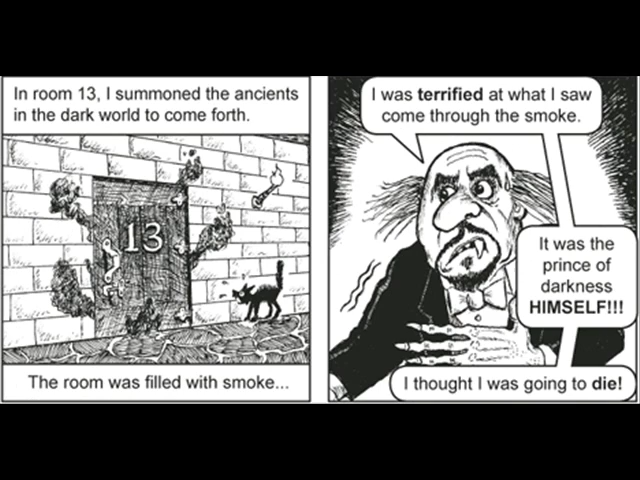 In room 13, I summoned the ancients
in the dark world to come forth.
13
The room was filled with smoke...
I was terrified at what I saw
come through the smoke.
It was the
prince of
darkness
HIMSELF!!!
I thought I was going to die!